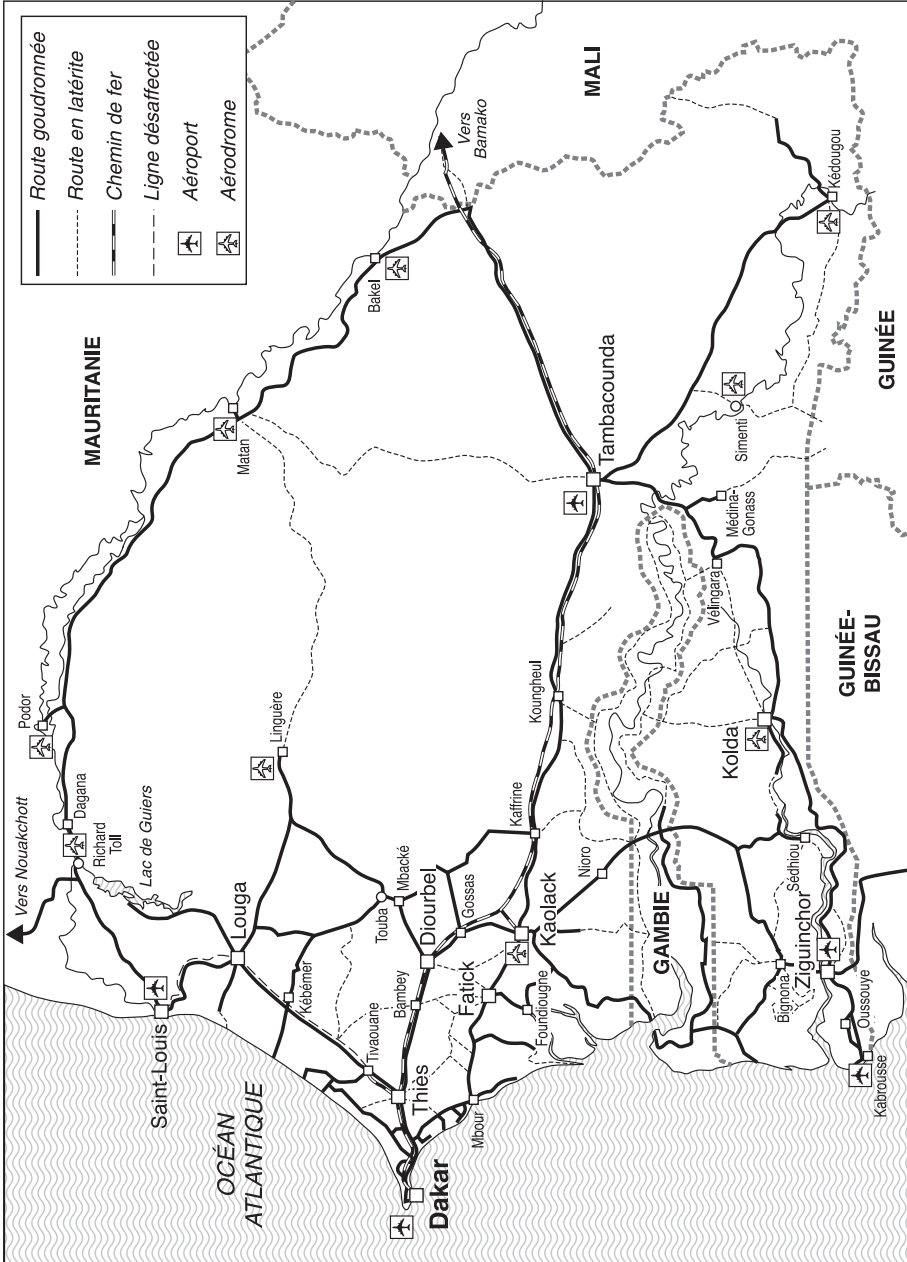 Route goudronnée
Route en latérite
Chemin de fer
Ligne désaffectée
Aéroport
Aérodrome
Vers Nouakchott
MAURITANIE
Podor
Dagana
Richard
Toll
Lac de Guiers
Saint-Louis
Louga
Linguère
Matan
Bakel
Vers
Bamako
MALI
OCÉAN
ATLANTIQUE
Kébémer
Touba
Mbacké
Tivaouane
Thiès
Bambey
Diourbel
Gossas
Dakar
Mbour
Fatick
Foundiougne
Kaolack
Kaffrine
Koungheul
Tambacounda
Nioro
GAMBIE
Simenti
Médina-
Gonass
Vélingara
Kédougou
Kolda
Sédhiou
Bignona
Ziguinchor
Oussouye
Kabrousse
GUINÉE-
BISSAU
GUINÉE